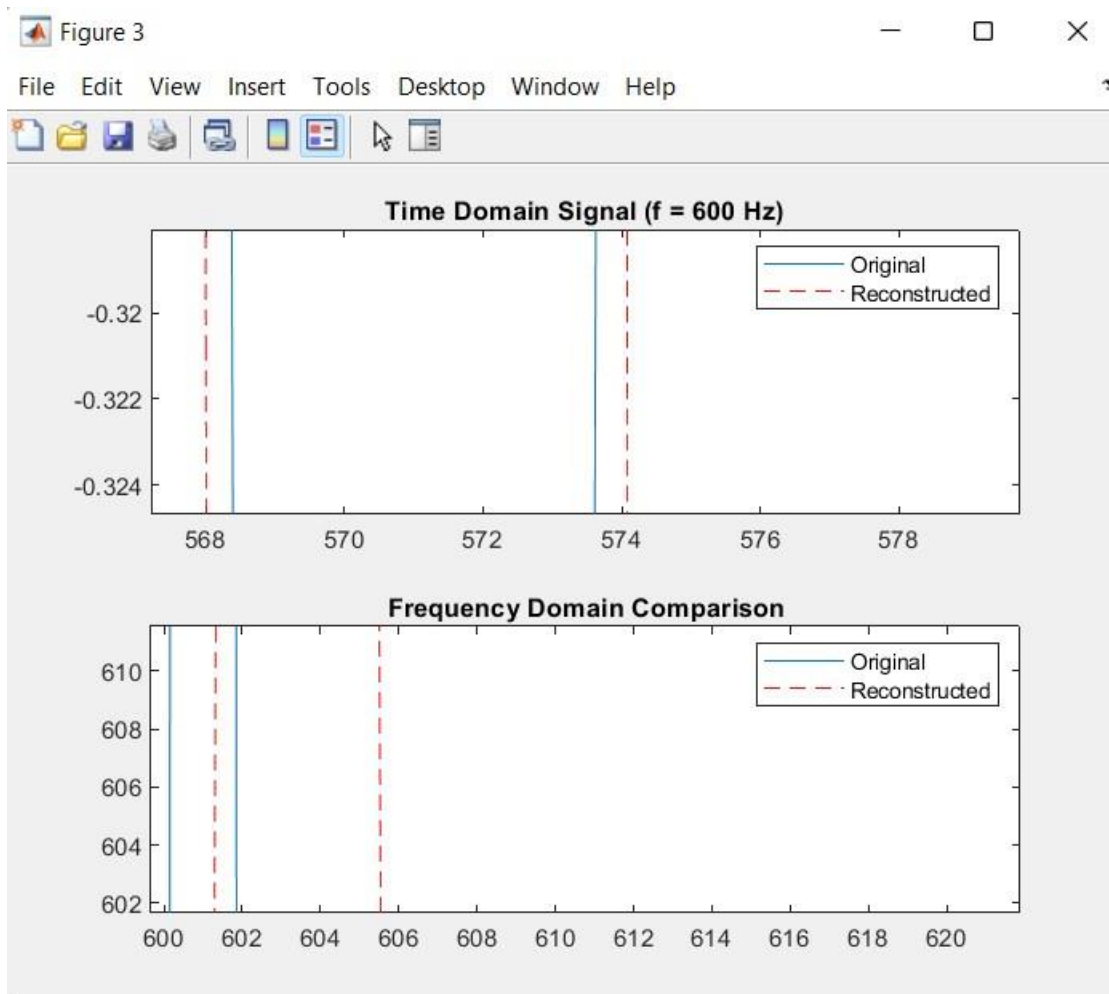 Figure 3
File Edit View Insert Tools Desktop Window Help
Time Domain Signal (f = 600 Hz)
Original
Reconstructed
-0.32
-0.322
-0.324
568 570 572 574 576 578
Frequency Domain Comparison
Original
Reconstructed
610
608
606
604
602
600 602 604 606 608 610 612 614 616 618 620